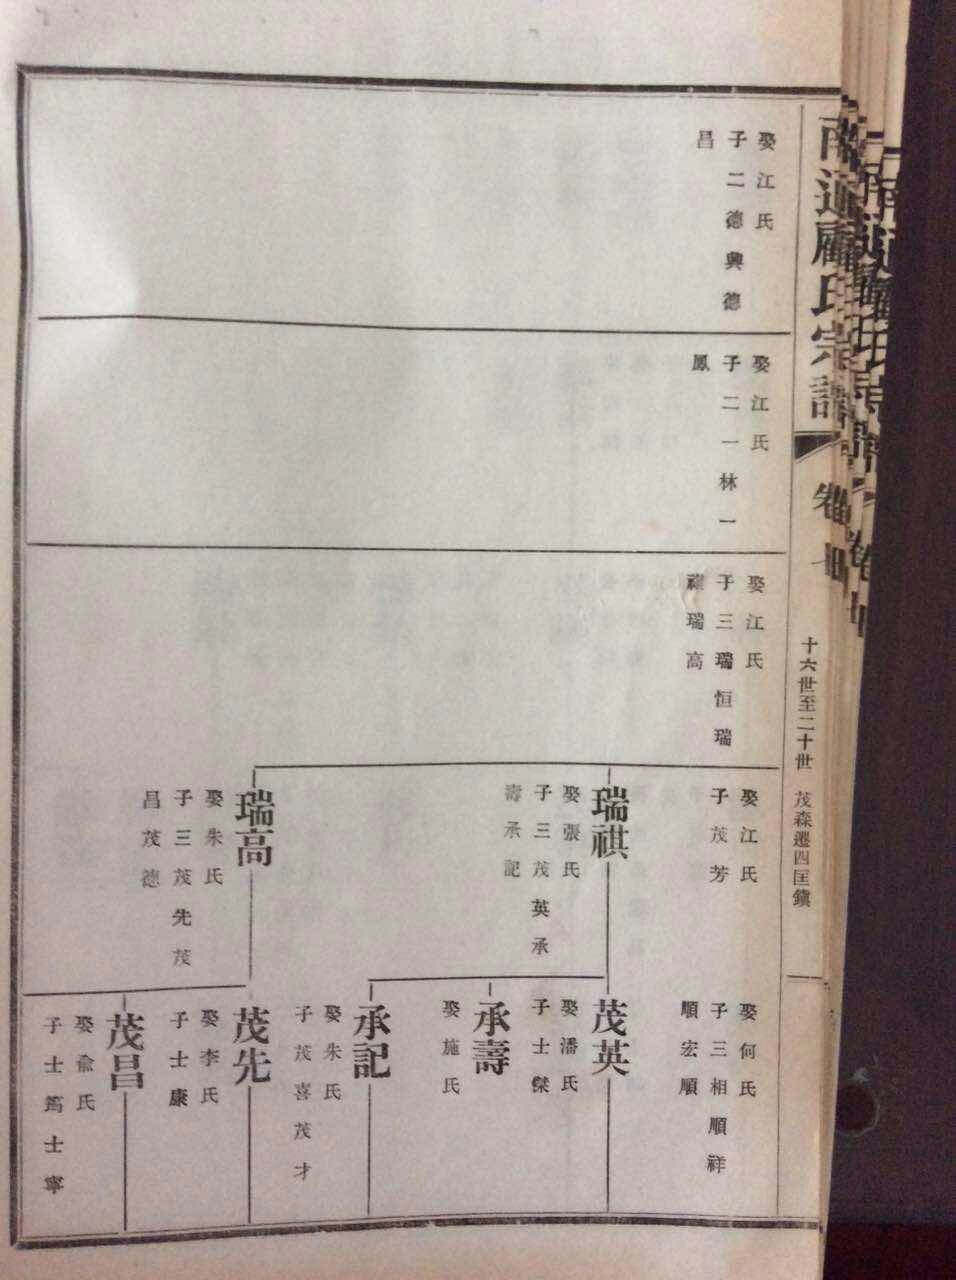 南通顧氏宗譜
卷
十六世至二十世 茂森遷四匡鎮
娶江氏
子二德興德
昌
娶江氏
子二一林一
鳳
娶江氏
子三瑞恒瑞
祺瑞高
娶江氏
子茂芳
瑞祺
娶張氏
子三茂英承
壽承記
瑞高
娶朱氏
子三茂先茂
昌茂德
娶何氏
子三相順祥
順宏順
茂英
娶潘氏
子士傑
承壽
娶施氏
承記
娶朱氏
子茂喜茂才
茂先
娶李氏
子士康
茂昌
娶兪氏
子士篤士寧